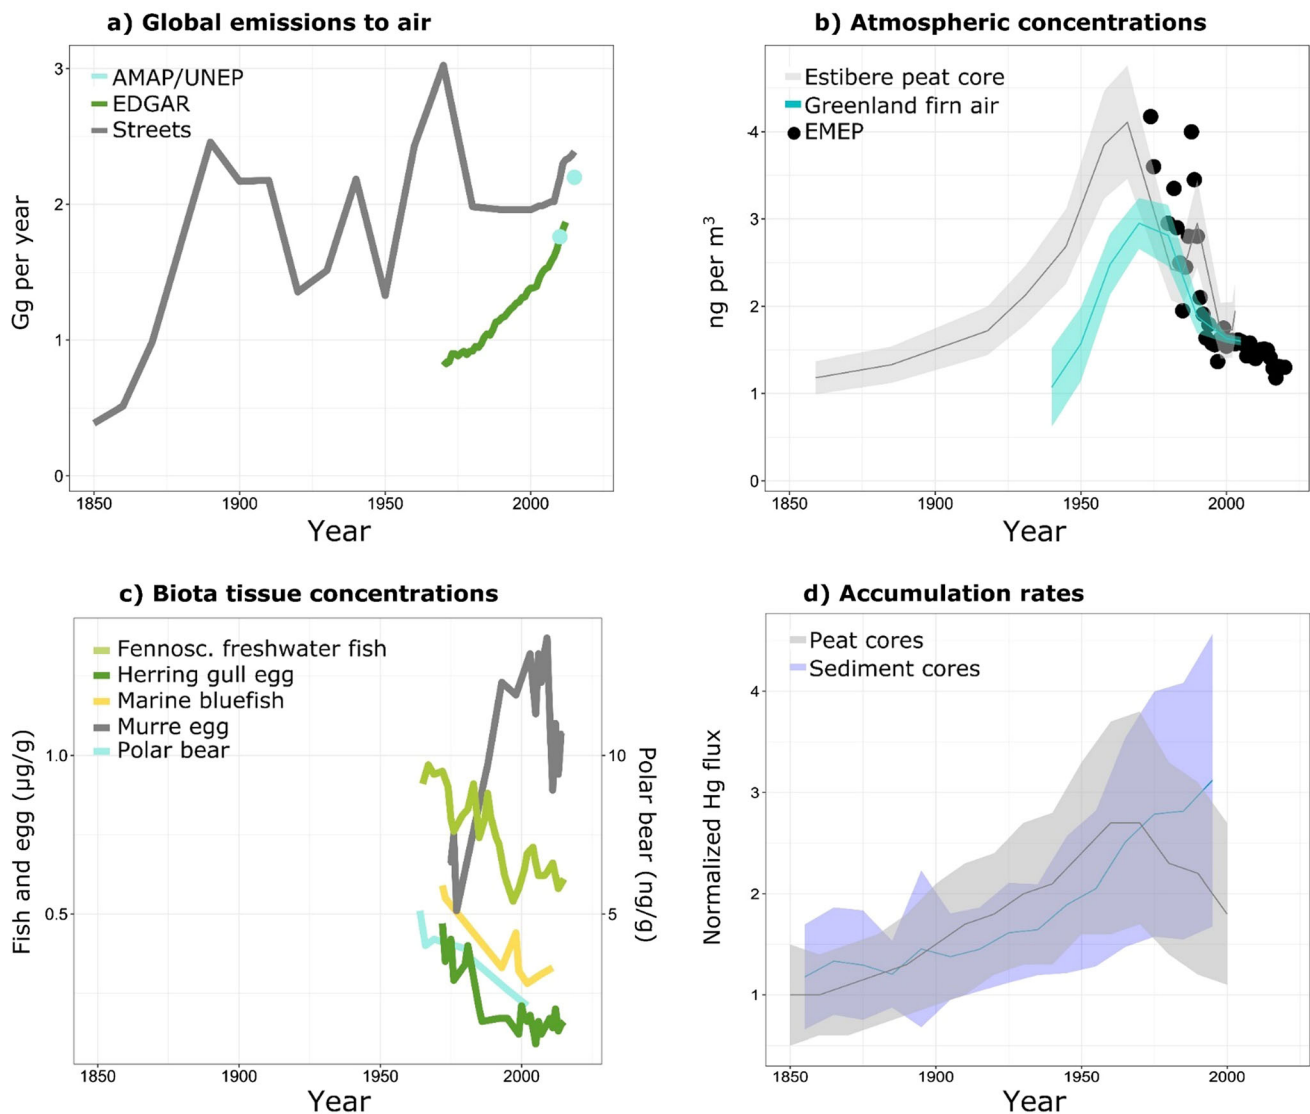 a) Global emissions to air
3
2
1
0
Gg per year
AMAP/UNEP
EDGAR
Streets
1850 1900 1950 2000
Year
b) Atmospheric concentrations
4
3
2
1
0
ng per m³
Estibere peat core
Greenland firn air
EMEP
1850 1900 1950 2000
Year
c) Biota tissue concentrations
1.0
0.5
Fish and egg (µg/g)
Fennosc. freshwater fish
Herring gull egg
Marine bluefish
Murre egg
Polar bear
10
5
Polar bear (ng/g)
1850 1900 1950 2000
Year
d) Accumulation rates
4
3
2
1
Normalized Hg flux
Peat cores
Sediment cores
1850 1900 1950 2000
Year